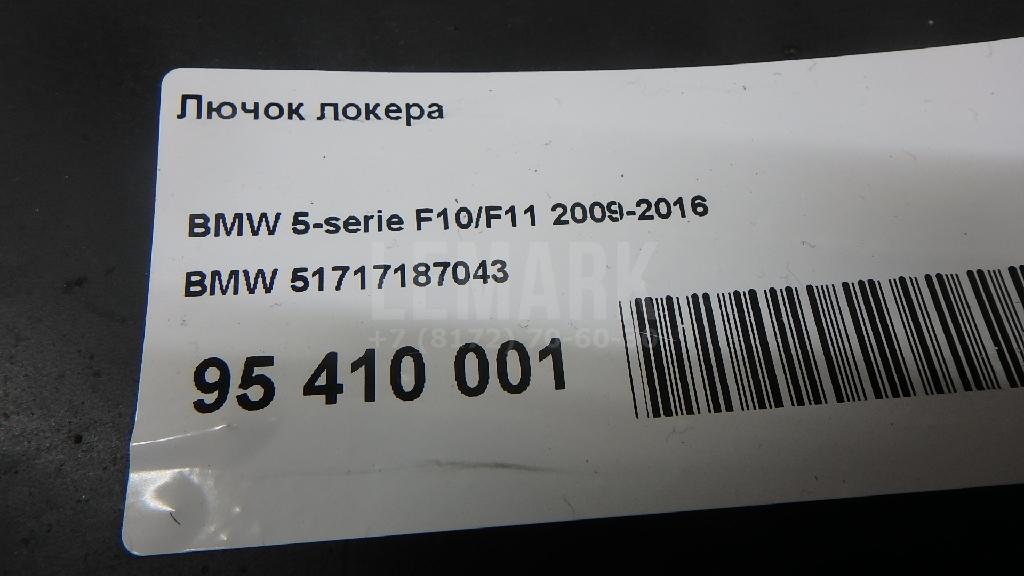 Лючок локера
BMW 5-serie F10/F11 2009-2016
BMW 51717187043
LEMARK
95 410 001